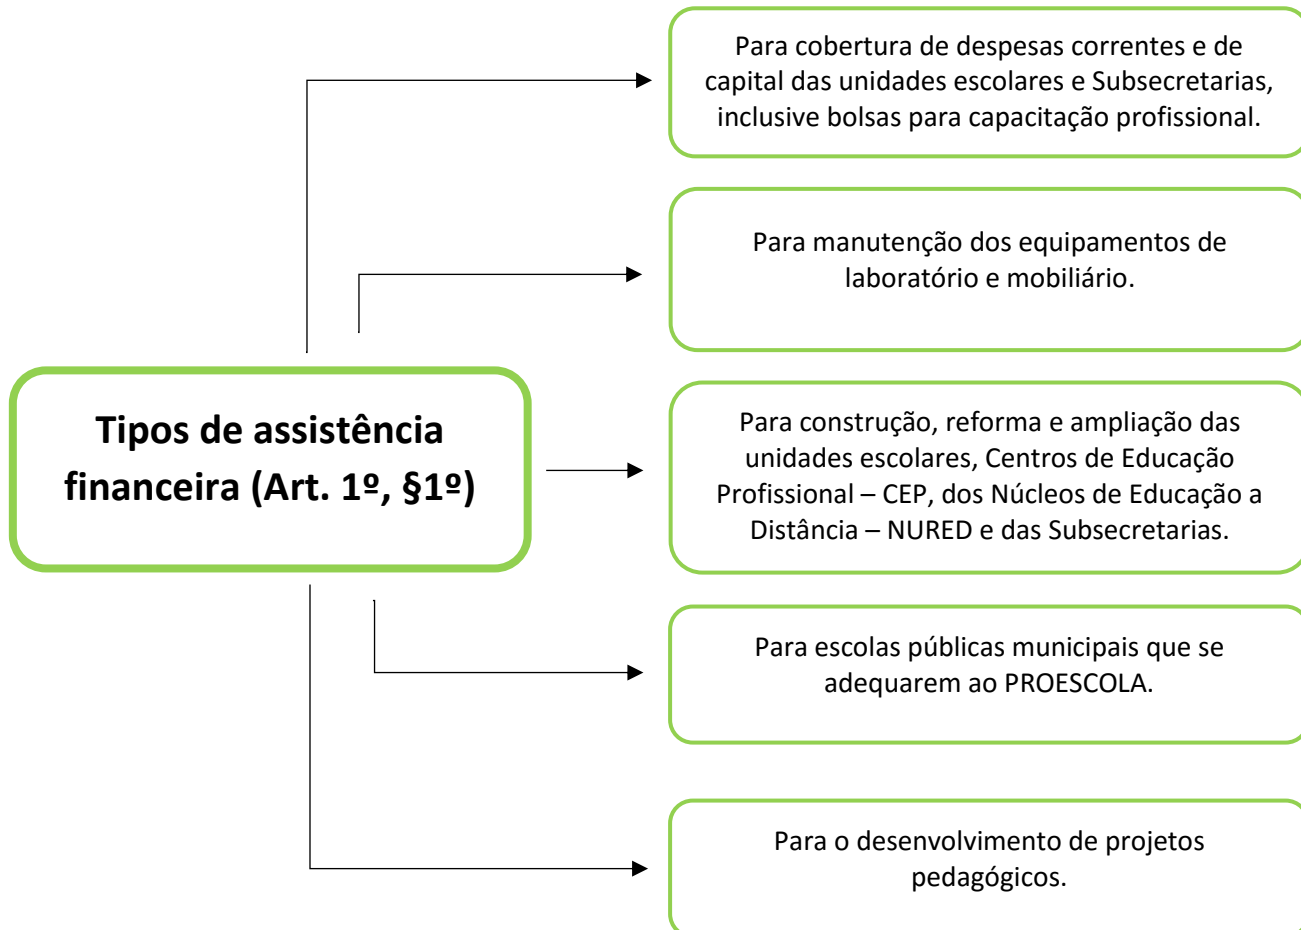 Para cobertura de despesas correntes e de
capital das unidades escolares e Subsecretarias,
inclusive bolsas para capacitação profissional.
Para manutenção dos equipamentos de
laboratório e mobiliário.
Tipos de assistência
financeira (Art. 1º, §1º)
Para construção, reforma e ampliação das
unidades escolares, Centros de Educação
Profissional – CEP, dos Núcleos de Educação a
Distância – NURED e das Subsecretarias.
Para escolas públicas municipais que se
adequarem ao PROESCOLA.
Para o desenvolvimento de projetos
pedagógicos.